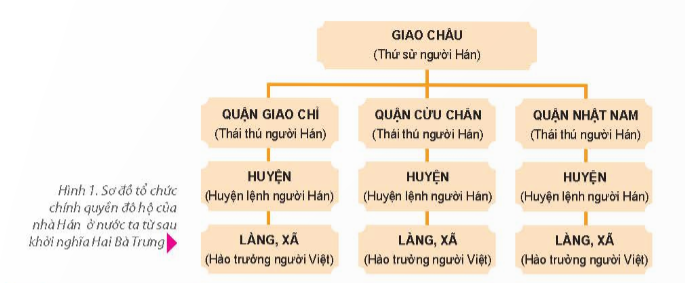 GIAO CHÂU
(Thứ sử người Hán)
QUẬN GIAO CHỈ
(Thái thú người Hán)
QUẬN CỬU CHÂN
(Thái thú người Hán)
QUẬN NHẬT NAM
(Thái thú người Hán)
HUYỆN
(Huyện lệnh người Hán)
HUYỆN
(Huyện lệnh người Hán)
HUYỆN
(Huyện lệnh người Hán)
LÀNG, XÃ
(Hào trưởng người Việt)
LÀNG, XÃ
(Hào trưởng người Việt)
LÀNG, XÃ
(Hào trưởng người Việt)
Hình 1. Sơ đồ tổ chức
chính quyền đô hộ của
nhà Hán ở nước ta từ sau
khởi nghĩa Hai Bà Trưng